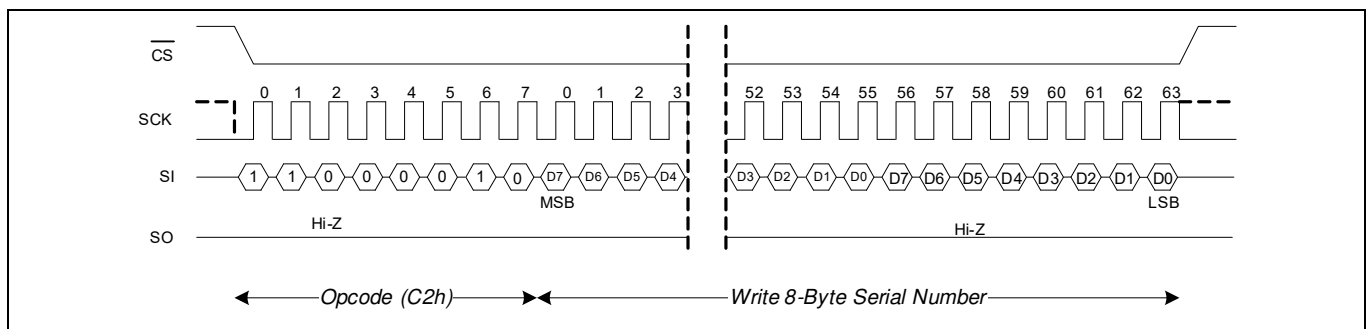 CS
0 1 2 3 4 5 6 7 0 1 2 3 52 53 54 55 56 57 58 59 60 61 62 63
SCK
SI 1 1 0 0 0 0 1 0 D7 D6 D5 D4 D3 D2 D1 D0 D7 D6 D5 D4 D3 D2 D1 D0
MSB LSB
Hi-Z Hi-Z
SO
Opcode (C2h) Write 8-Byte Serial Number